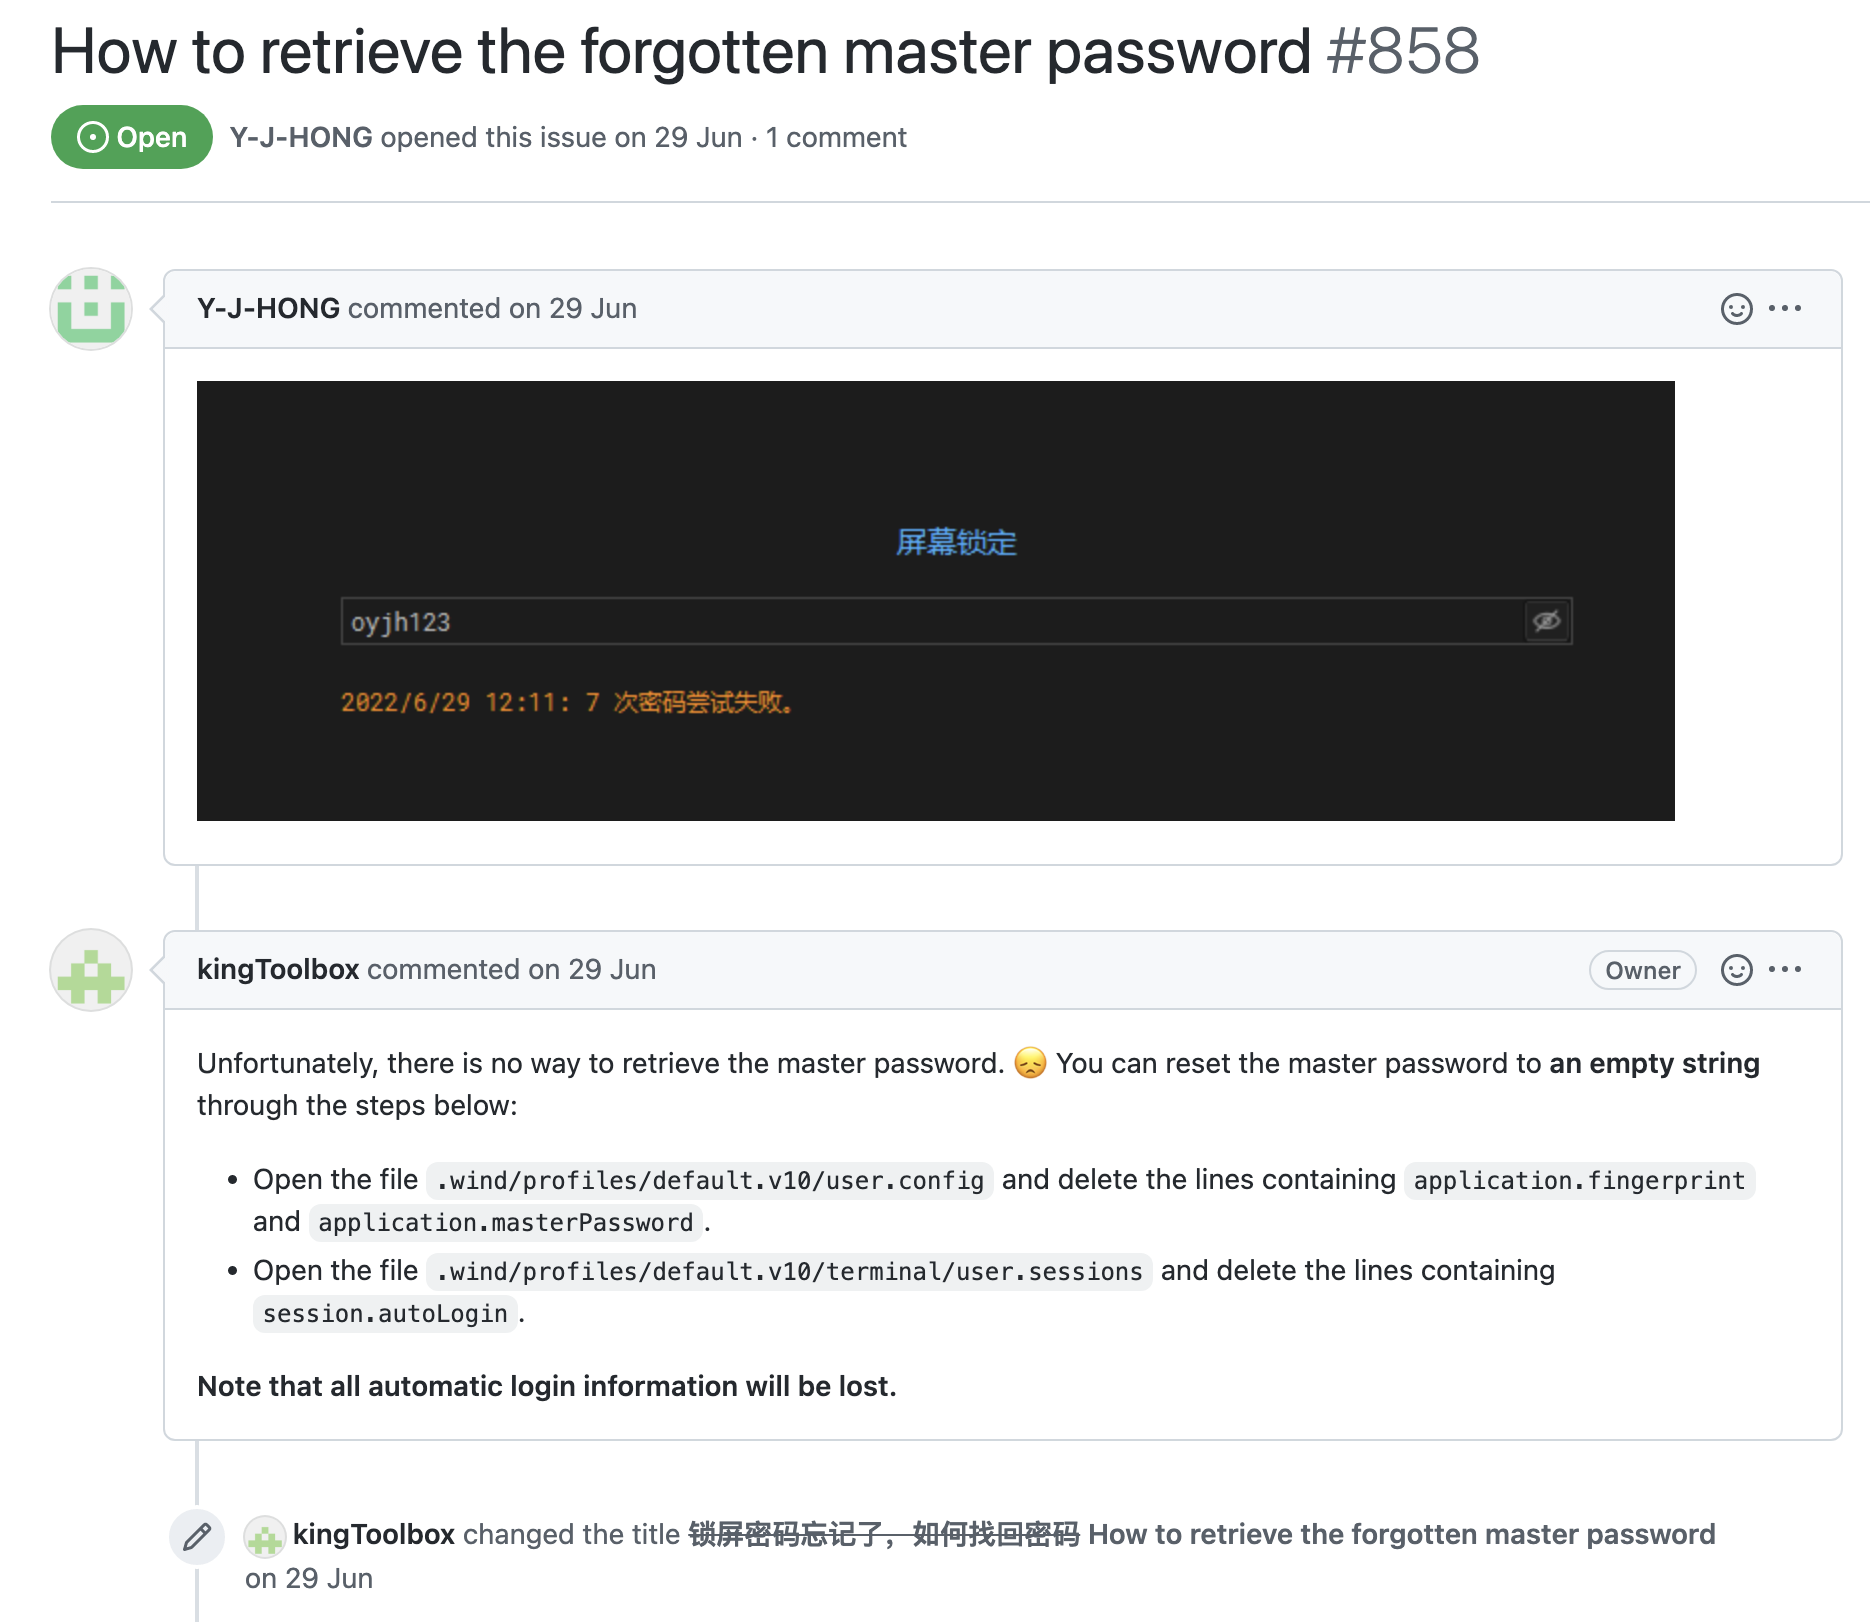 How to retrieve the forgotten master password #858
Open Y-J-HONG opened this issue on 29 Jun · 1 comment
Y-J-HONG commented on 29 Jun
屏幕锁定
oyjh123
2022/6/29 12:11: 7 次密码尝试失败。
kingToolbox commented on 29 Jun Owner
Unfortunately, there is no way to retrieve the master password. 😞 You can reset the master password to an empty string
through the steps below:
• Open the file .wind/profiles/default.v10/user.config and delete the lines containing application.fingerprint
and application.masterPassword.
• Open the file .wind/profiles/default.v10/terminal/user.sessions and delete the lines containing
session.autoLogin.
Note that all automatic login information will be lost.
kingToolbox changed the title 锁屏密码忘记了，如何找回密码 How to retrieve the forgotten master password
on 29 Jun